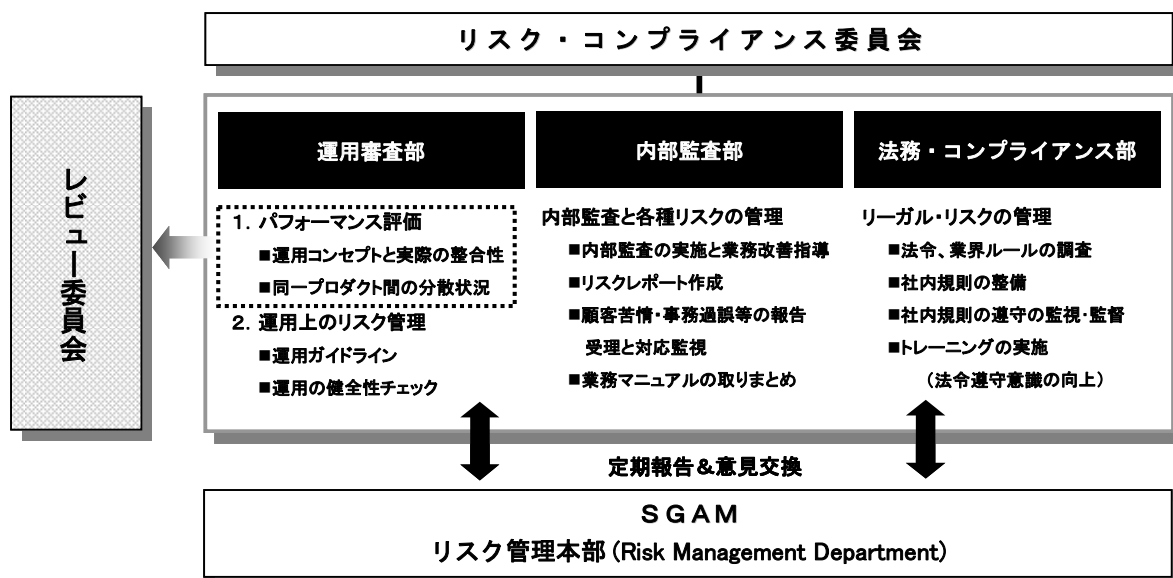 リスク・コンプライアンス委員会
レビュー委員会
運用審査部
1．パフォーマンス評価
■運用コンセプトと実際の整合性
■同一プロダクト間の分散状況
2．運用上のリスク管理
■運用ガイドライン
■運用の健全性チェック
内部監査部
内部監査と各種リスクの管理
■内部監査の実施と業務改善指導
■リスクレポート作成
■顧客苦情・事務過誤等の報告
受理と対応監視
■業務マニュアルの取りまとめ
法務・コンプライアンス部
リーガル・リスクの管理
■法令、業界ルールの調査
■社内規則の整備
■社内規則の遵守の監視・監督
■トレーニングの実施
（法令遵守意識の向上）
定期報告＆意見交換
ＳＧＡＭ
リスク管理本部 (Risk Management Department)